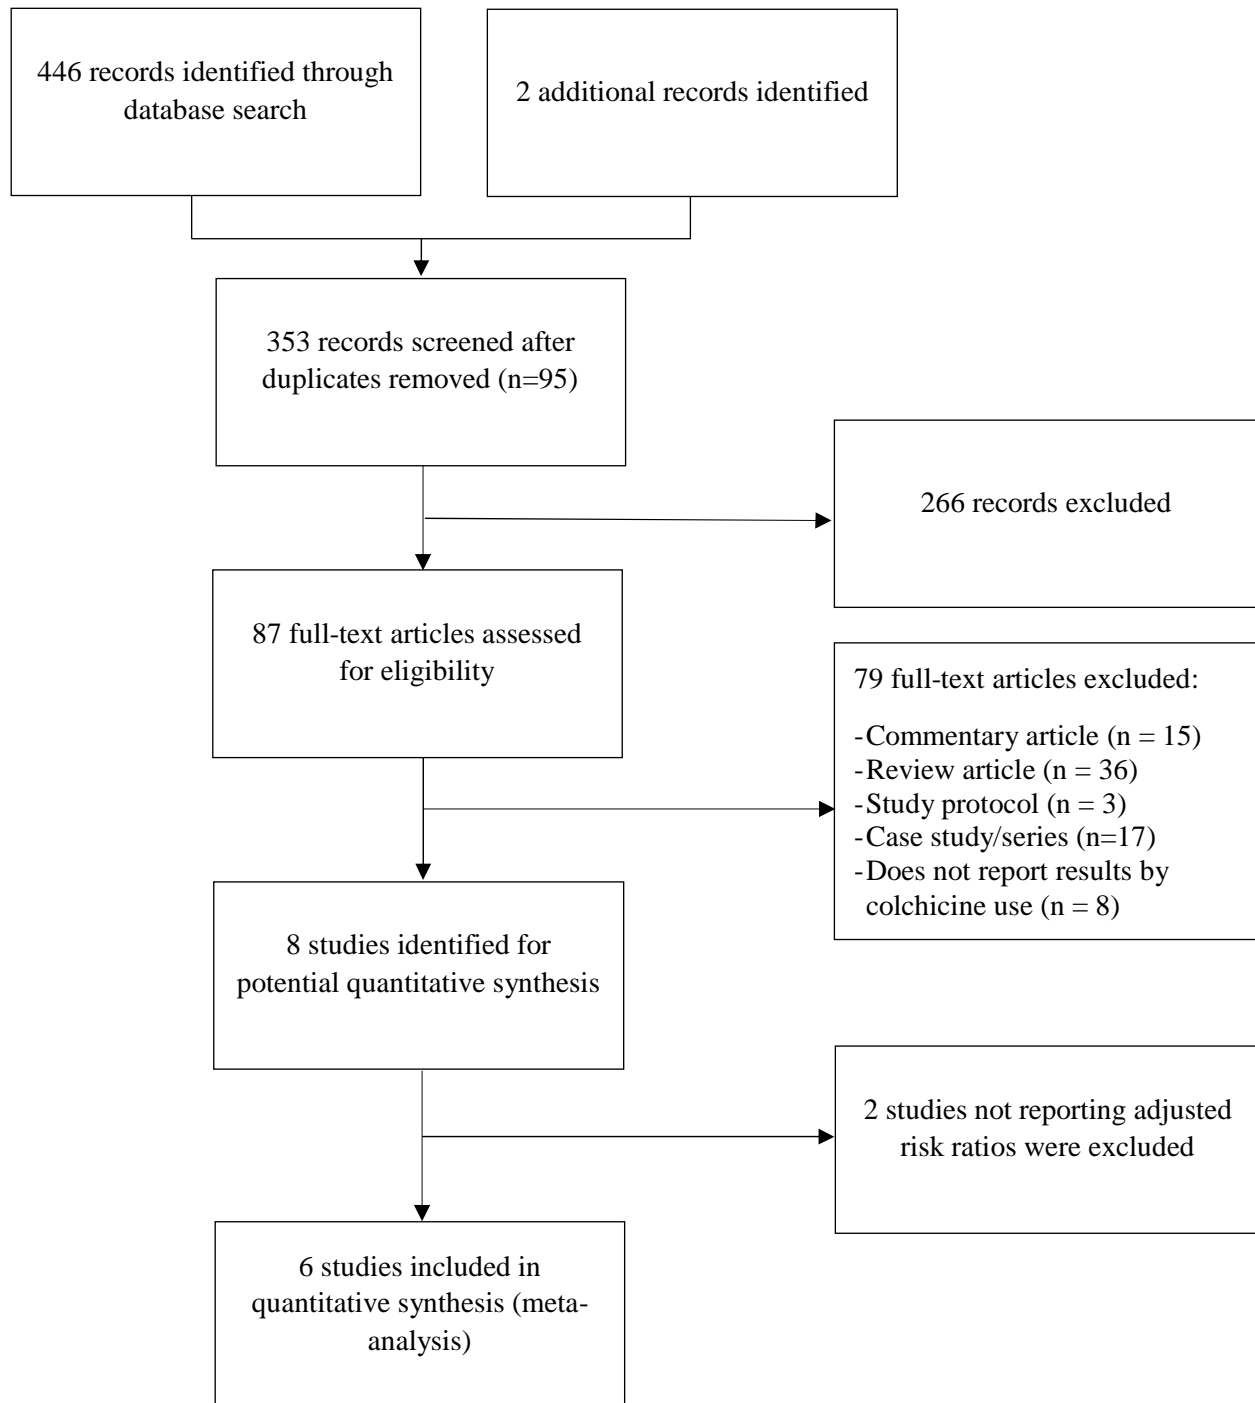 446 records identified through
database search
2 additional records identified
353 records screened after
duplicates removed (n=95)
266 records excluded
87 full-text articles assessed
for eligibility
79 full-text articles excluded:
-Commentary article (n = 15)
-Review article (n = 36)
-Study protocol (n = 3)
-Case study/series (n=17)
-Does not report results by
colchicine use (n = 8)
8 studies identified for
potential quantitative synthesis
2 studies not reporting adjusted
risk ratios were excluded
6 studies included in
quantitative synthesis (meta-
analysis)